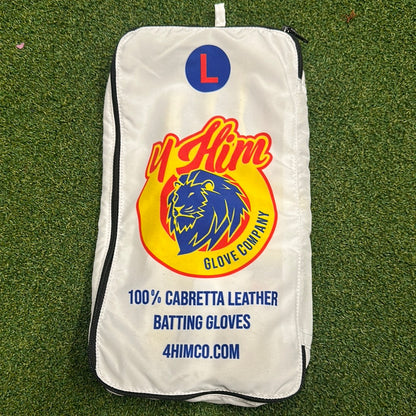 L
4 Him
GLOVE COMPANY
100% CABRETTA LEATHER
BATTING GLOVES
4HIMCO.COM